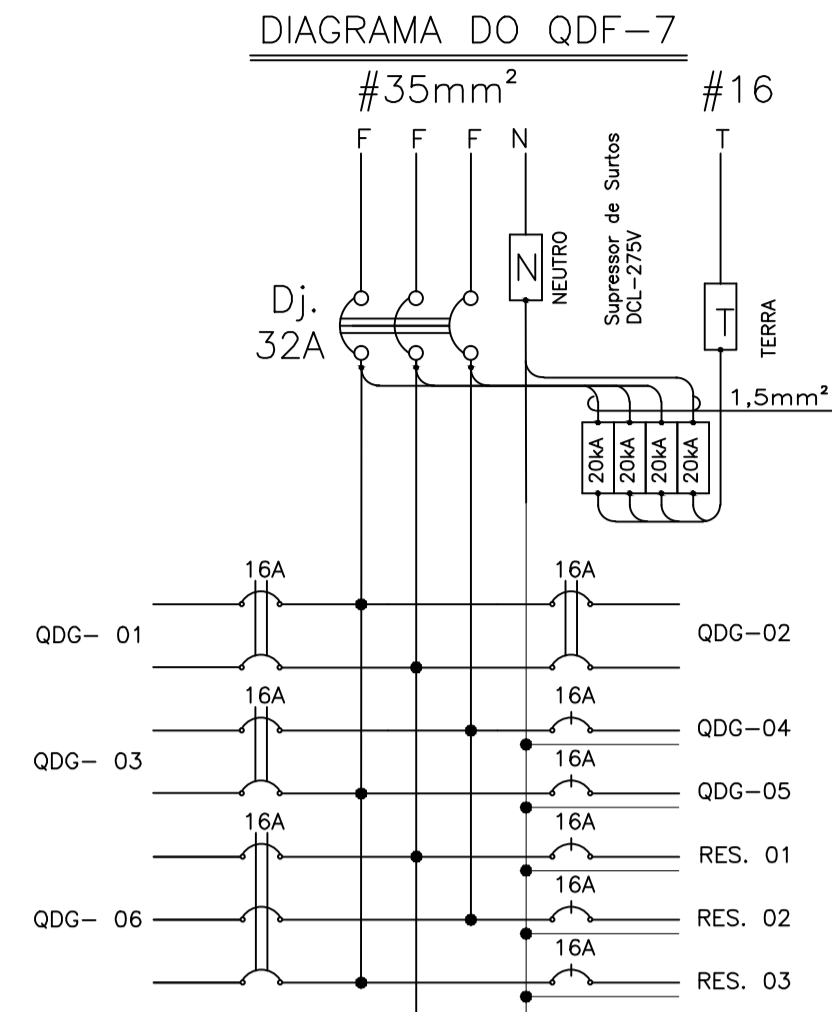 DIAGRAMA DO QDF-7
#35mm² #16
F F F N T
Supressor de Surtos
DCL-275V
N
NEUTRO
T
TERRA
Dj.
32A
1,5mm²
20kA 20kA 20kA 20kA
16A 16A
QDG- 01 QDG-02
16A 16A
QDG-04
QDG- 03
16A
QDG-05
16A 16A
RES. 01
16A
QDG- 06 RES. 02
16A
RES. 03